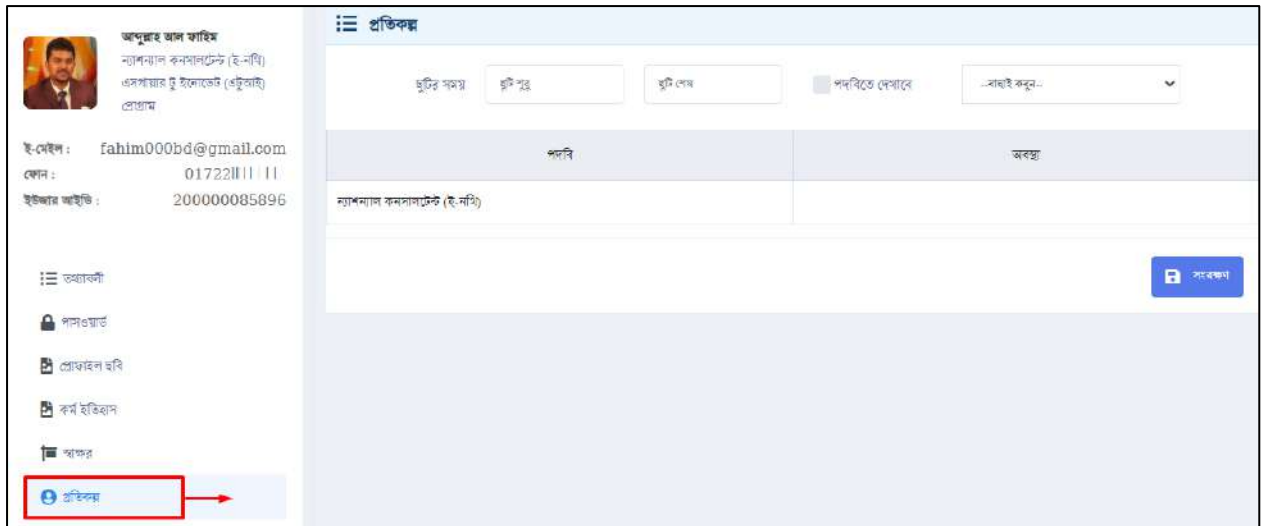 প্রতিকল্প
আব্দুল্লাহ আল ফাহিম
ন্যাশনাল কনসালটেন্ট (ই-নথি)
এসপায়ার টু ইনোভেট (এটুআই)
প্রোগ্রাম
ছুটির সময়
ছুটি শুরু
ছুটি শেষ
পদবিতে দেখাবে
--বাছাই করুন--
ই-মেইল : fahim000bd@gmail.com
ফোন : 01722
ইউজার আইডি : 200000085896
পদবি
অবস্থা
ন্যাশনাল কনসালটেন্ট (ই-নথি)
সংরক্ষণ
তথ্যাবলী
পাসওয়ার্ড
প্রোফাইল ছবি
কর্ম ইতিহাস
স্বাক্ষর
প্রতিকল্প